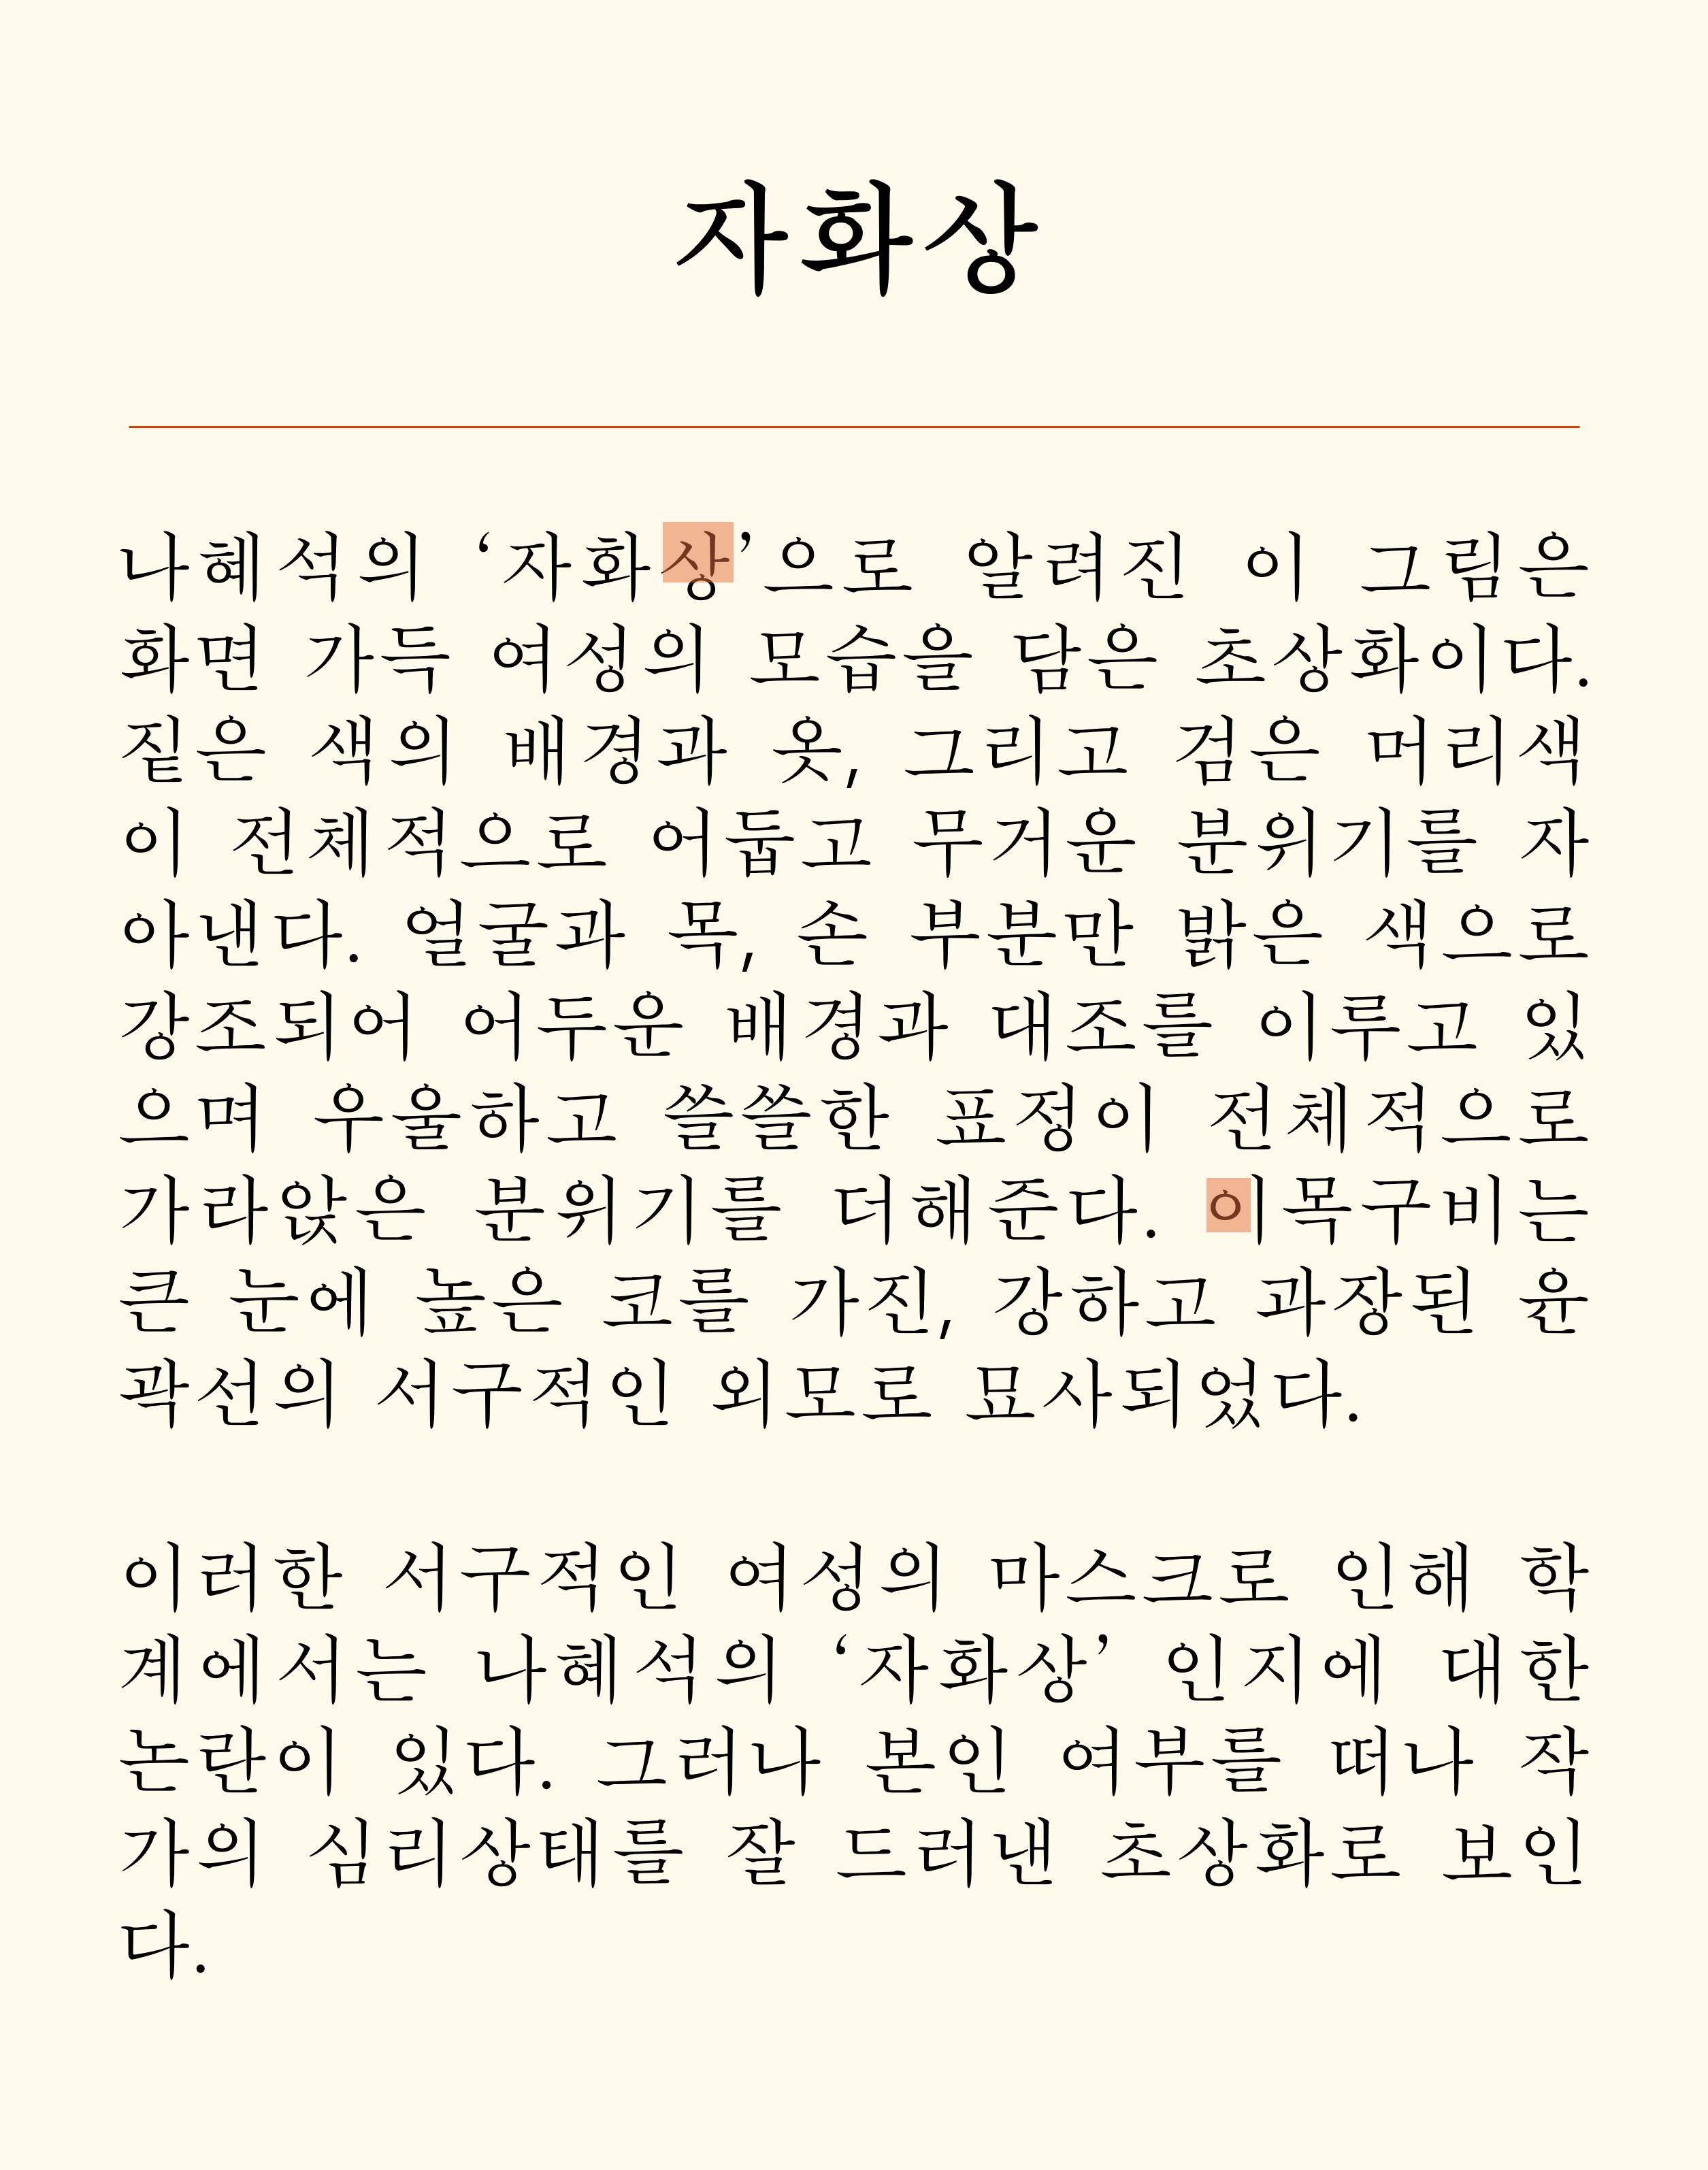 자화상
나혜석의 ‘자화상’으로 알려진 이 그림은
화면 가득 여성의 모습을 담은 초상화이다.
짙은 색의 배경과 옷, 그리고 검은 머리색
이 전체적으로 어둡고 무거운 분위기를 자
아낸다. 얼굴과 목, 손 부분만 밝은 색으로
강조되어 어두운 배경과 대조를 이루고 있
으며 우울하고 쓸쓸한 표정이 전체적으로
가라앉은 분위기를 더해준다. 이목구비는
큰 눈에 높은 코를 가진, 강하고 과장된 윤
곽선의 서구적인 외모로 묘사되었다.
이러한 서구적인 여성의 마스크로 인해 학
계에서는 나혜석의 ‘자화상’ 인지에 대한
논란이 있다. 그러나 본인 여부를 떠나 작
가의 심리상태를 잘 드러낸 초상화로 보인
다.